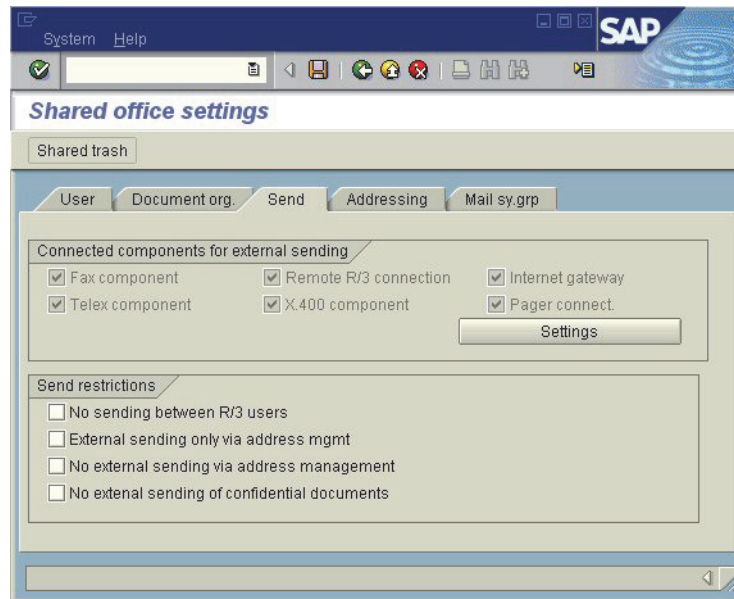 System Help
SAP
Shared office settings
Shared trash
User Document org. Send Addressing Mail sy.grp
Connected components for external sending
Fax component Remote R/3 connection Internet gateway
Telex component X.400 component Pager connect.
Settings
Send restrictions
No sending between R/3 users
External sending only via address mgmt
No external sending via address management
No extenal sending of confidential documents